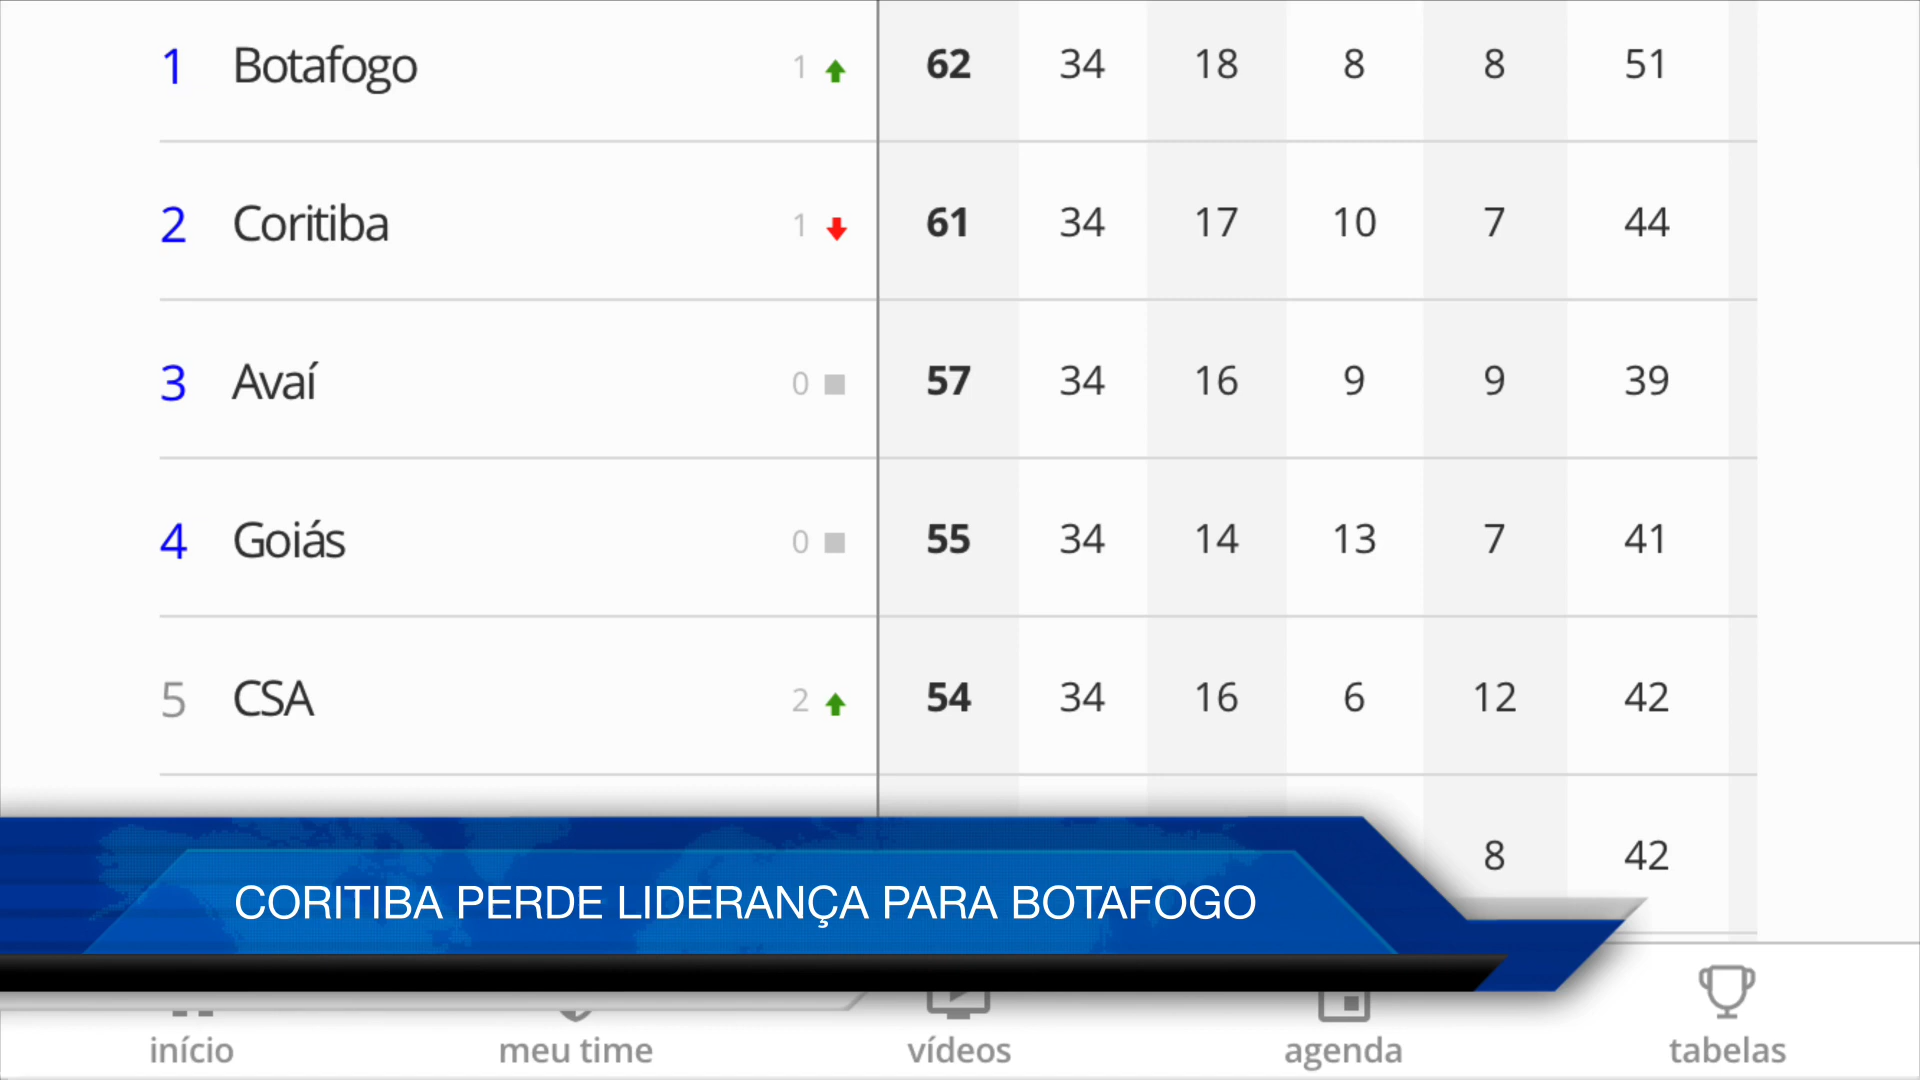 1 Botafogo 1 62 34 18 8 8 51
2 Coritiba 1 61 34 17 10 7 44
3 Avaí 0 57 34 16 9 9 39
4 Goiás 0 55 34 14 13 7 41
5 CSA 2 54 34 16 6 12 42
8 42
CORITIBA PERDE LIDERANÇA PARA BOTAFOGO
início meu time vídeos agenda tabelas